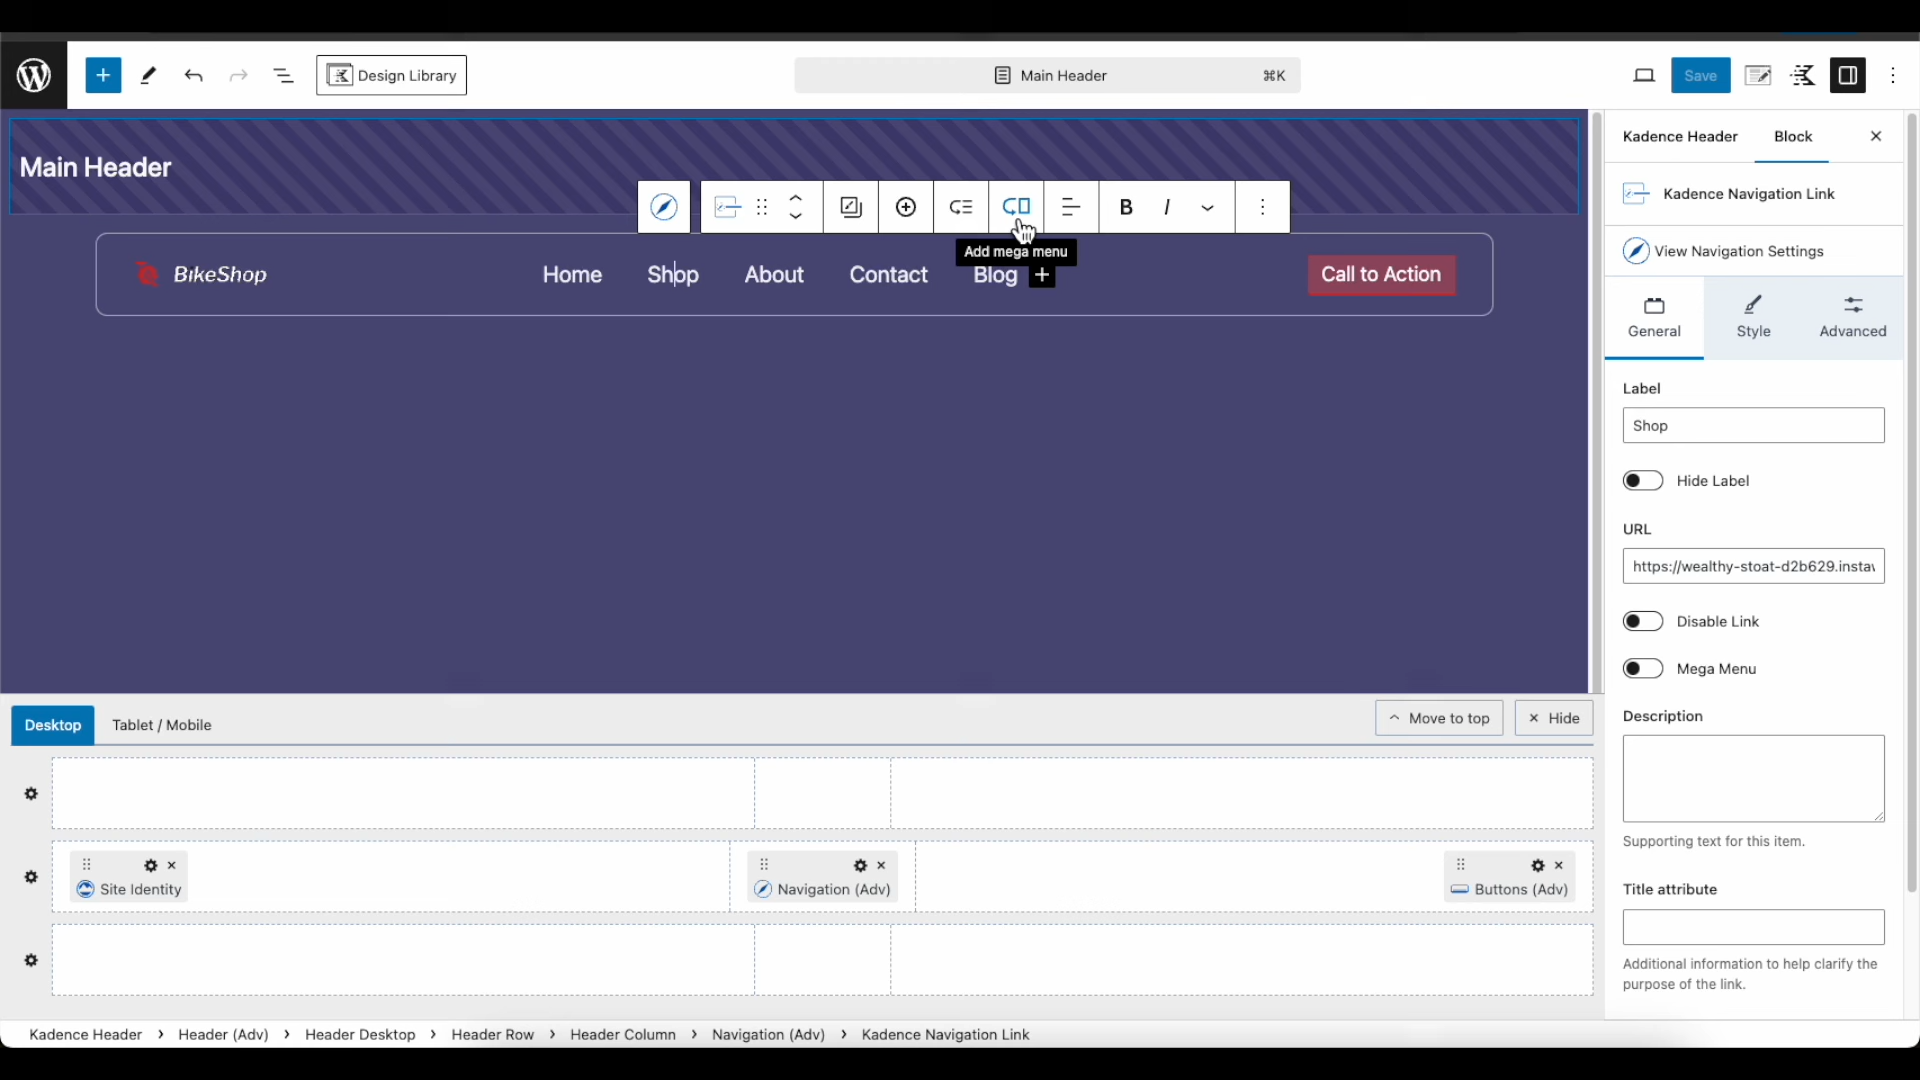 Design Library
Main Header
⌘K
Save
Main Header
B I
Add mega menu
BikeShop
Home Shop About Contact Blog +
Call to Action
Kadence Header
Block
Kadence Navigation Link
View Navigation Settings
General
Style
Advanced
Label
Shop
Hide Label
URL
https://wealthy-stoat-d2b629.instav
Disable Link
Mega Menu
Description
Supporting text for this item.
Title attribute
Additional information to help clarify the
purpose of the link.
Desktop
Tablet / Mobile
Move to top
Hide
Site Identity
Navigation (Adv)
Buttons (Adv)
Kadence Header > Header (Adv) > Header Desktop > Header Row > Header Column > Navigation (Adv) > Kadence Navigation Link